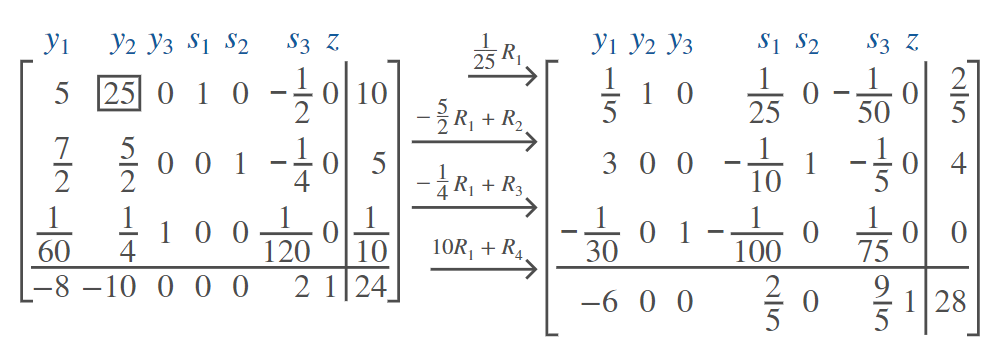 y₁ y₂ y₃ s₁ s₂ s₃ z
5 25 0 1 0 −1/2 0 | 10
7/2 5/2 0 0 1 −1/4 0 | 5
1/60 1/4 1 0 0 1/120 0 | 1/10
−8 −10 0 0 0 2 1 | 24
1/25 R₁
−5/2 R₁ + R₂
−1/4 R₁ + R₃
10R₁ + R₄
y₁ y₂ y₃ s₁ s₂ s₃ z
1/5 1 0 1/25 0 −1/50 0 | 2/5
3 0 0 −1/10 1 −1/5 0 | 4
−1/30 0 1 −1/100 0 1/75 0 | 0
−6 0 0 2/5 0 9/5 1 | 28